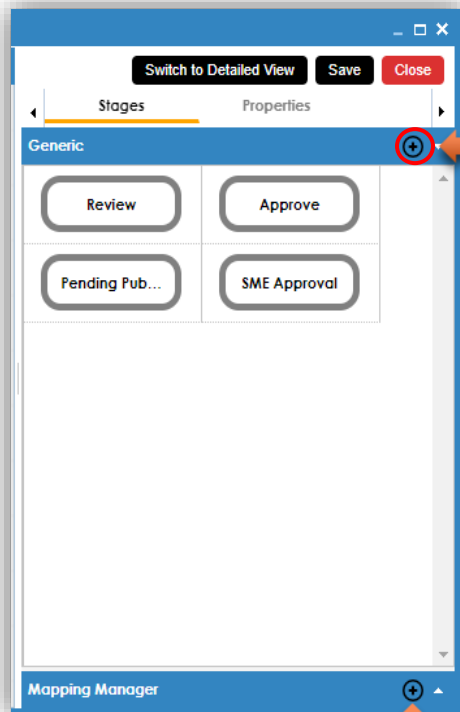 Switch to Detailed View Save Close
Stages Properties
Generic
Review Approve
Pending Pub... SME Approval
Mapping Manager